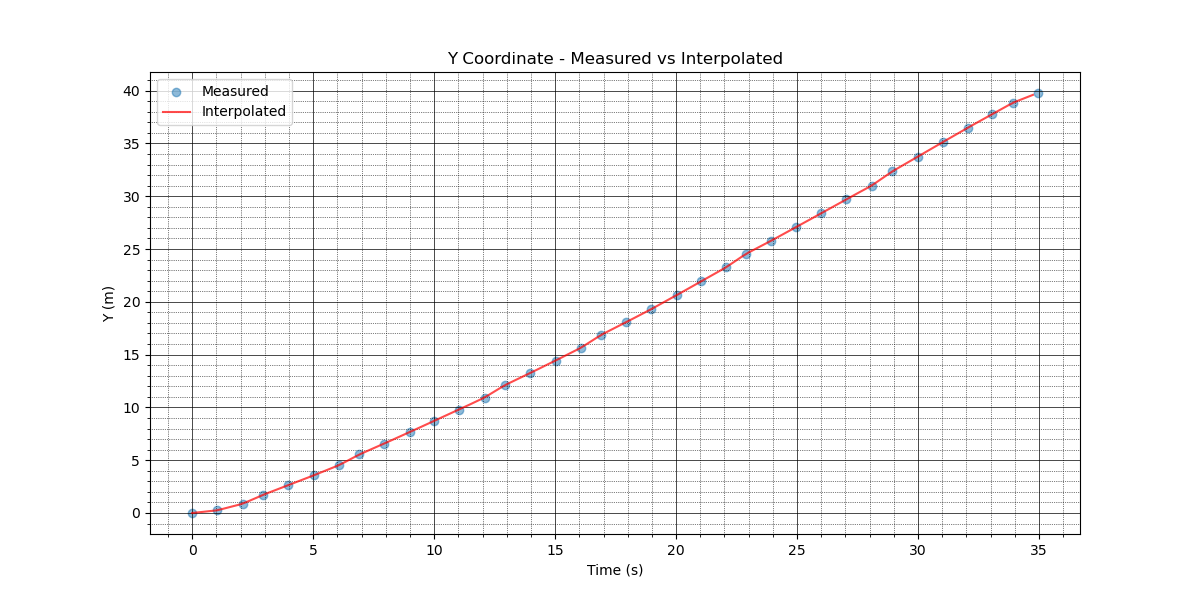 Y Coordinate - Measured vs Interpolated
Measured
Interpolated
40
35
30
25
20
15
10
5
0
Y (m)
0 5 10 15 20 25 30 35
Time (s)